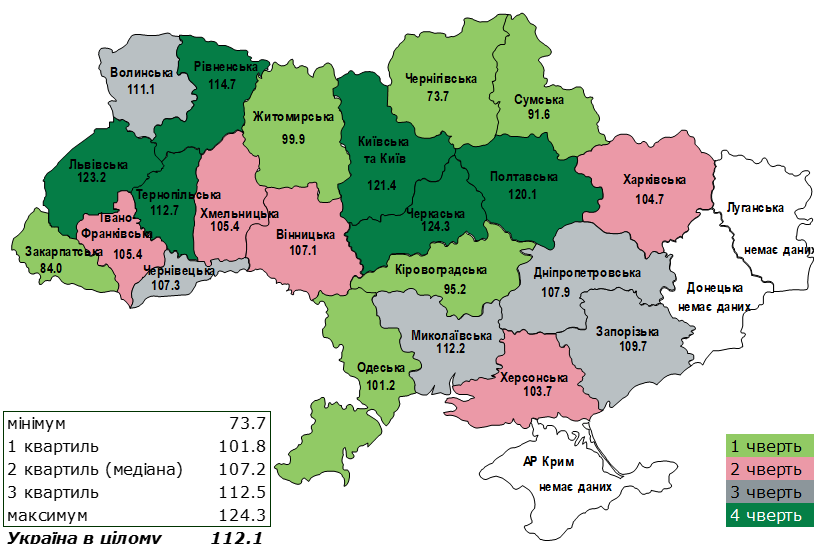 Волинська
111.1
Рівненська
114.7
Житомирська
99.9
Чернігівська
73.7
Сумська
91.6
Київська
та Київ
121.4
Львівська
123.2
Тернопільська
112.7
Хмельницька
105.4
Вінницька
107.1
Черкаська
124.3
Полтавська
120.1
Харківська
104.7
Луганська
немає даних
Івано-
Франківська
105.4
Закарпатська
84.0
Чернівецька
107.3
Кіровоградська
95.2
Дніпропетровська
107.9
Донецька
немає даних
Запорізька
109.7
Миколаївська
112.2
Одеська
101.2
Херсонська
103.7
АР Крим
немає даних
мінімум 73.7
1 квартиль 101.8
2 квартиль (медіана) 107.2
3 квартиль 112.5
максимум 124.3
Україна в цілому 112.1
1 чверть
2 чверть
3 чверть
4 чверть